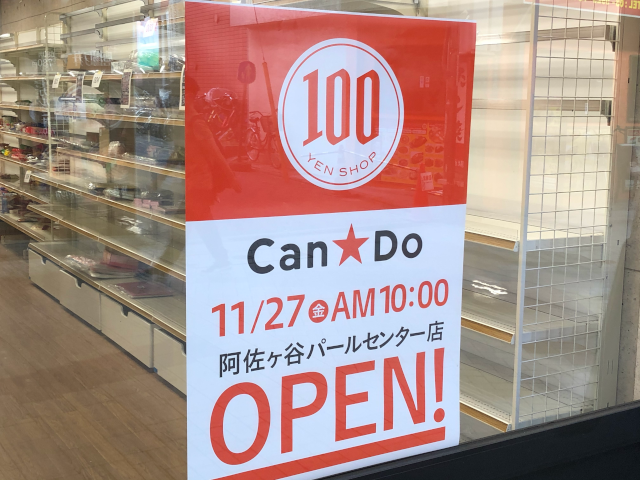 100
YEN SHOP
Can★Do
11/27㊎AM10:00
阿佐ヶ谷パールセンター店
OPEN!